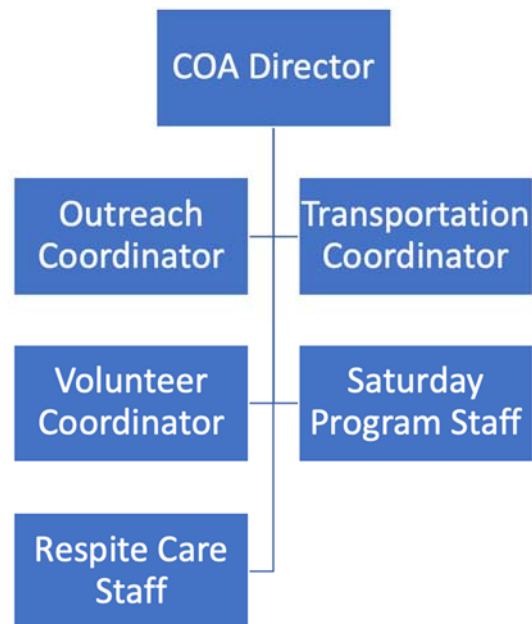 COA Director
Outreach
Coordinator
Transportation
Coordinator
Volunteer
Coordinator
Saturday
Program Staff
Respite Care
Staff